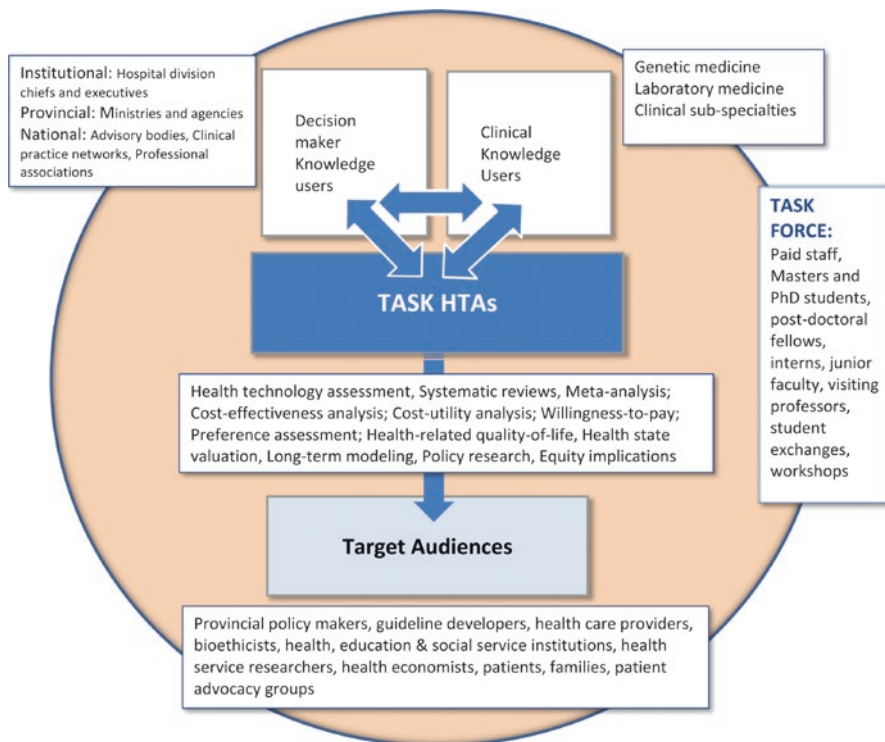 Institutional: Hospital division
chiefs and executives
Provincial: Ministries and agencies
National: Advisory bodies, Clinical
practice networks, Professional
associations
Decision
maker
Knowledge
users
Clinical
Knowledge
Users
Genetic medicine
Laboratory medicine
Clinical sub-specialties
TASK HTAs
TASK
FORCE:
Paid staff,
Masters and
PhD students,
post-doctoral
fellows,
interns, junior
faculty, visiting
professors,
student
exchanges,
workshops
Health technology assessment, Systematic reviews, Meta-analysis;
Cost-effectiveness analysis; Cost-utility analysis; Willingness-to-pay;
Preference assessment; Health-related quality-of-life, Health state
valuation, Long-term modeling, Policy research, Equity implications
Target Audiences
Provincial policy makers, guideline developers, health care providers,
bioethicists, health, education & social service institutions, health
service researchers, health economists, patients, families, patient
advocacy groups